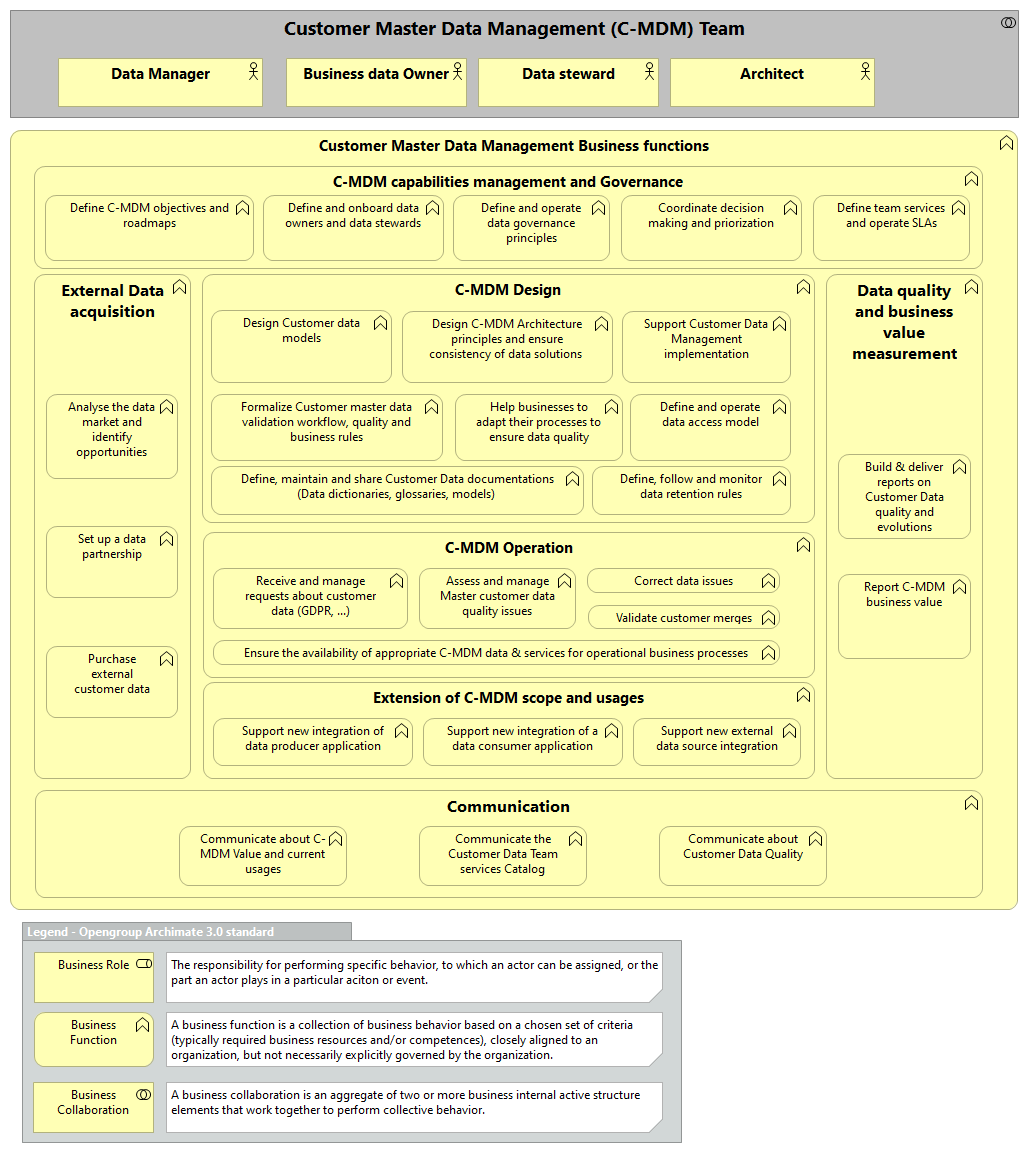 Customer Master Data Management (C-MDM) Team
Data Manager
Business data Owner
Data steward
Architect
Customer Master Data Management Business functions
C-MDM capabilities management and Governance
Define C-MDM objectives and
roadmaps
Define and onboard data
owners and data stewards
Define and operate
data governance
principles
Coordinate decision
making and priorization
Define team services
and operate SLAs
External Data
acquisition
Analyse the data
market and
identify
opportunities
Set up a data
partnership
Purchase
external
customer data
C-MDM Design
Design Customer data
models
Design C-MDM Architecture
principles and ensure
consistency of data solutions
Support Customer Data
Management
implementation
Formalize Customer master data
validation workflow, quality and
business rules
Help businesses to
adapt their processes to
ensure data quality
Define and operate
data access model
Define, maintain and share Customer Data documentations
(Data dictionaries, glossaries, models)
Define, follow and monitor
data retention rules
C-MDM Operation
Receive and manage
requests about customer
data (GDPR, ...)
Assess and manage
Master customer data
quality issues
Correct data issues
Validate customer merges
Ensure the availability of appropriate C-MDM data & services for operational business processes
Extension of C-MDM scope and usages
Support new integration of
data producer application
Support new integration of a
data consumer application
Support new external
data source integration
Data quality
and business
value
measurement
Build & deliver
reports on
Customer Data
quality and
evolutions
Report C-MDM
business value
Communication
Communicate about C-
MDM Value and current
usages
Communicate the
Customer Data Team
services Catalog
Communicate about
Customer Data Quality
Legend - Opengroup Archimate 3.0 standard
Business Role
The responsibility for performing specific behavior, to which an actor can be assigned, or the
part an actor plays in a particular aciton or event.
Business
Function
A business function is a collection of business behavior based on a chosen set of criteria
(typically required business resources and/or competences), closely aligned to an
organization, but not necessarily explicitly governed by the organization.
Business
Collaboration
A business collaboration is an aggregate of two or more business internal active structure
elements that work together to perform collective behavior.